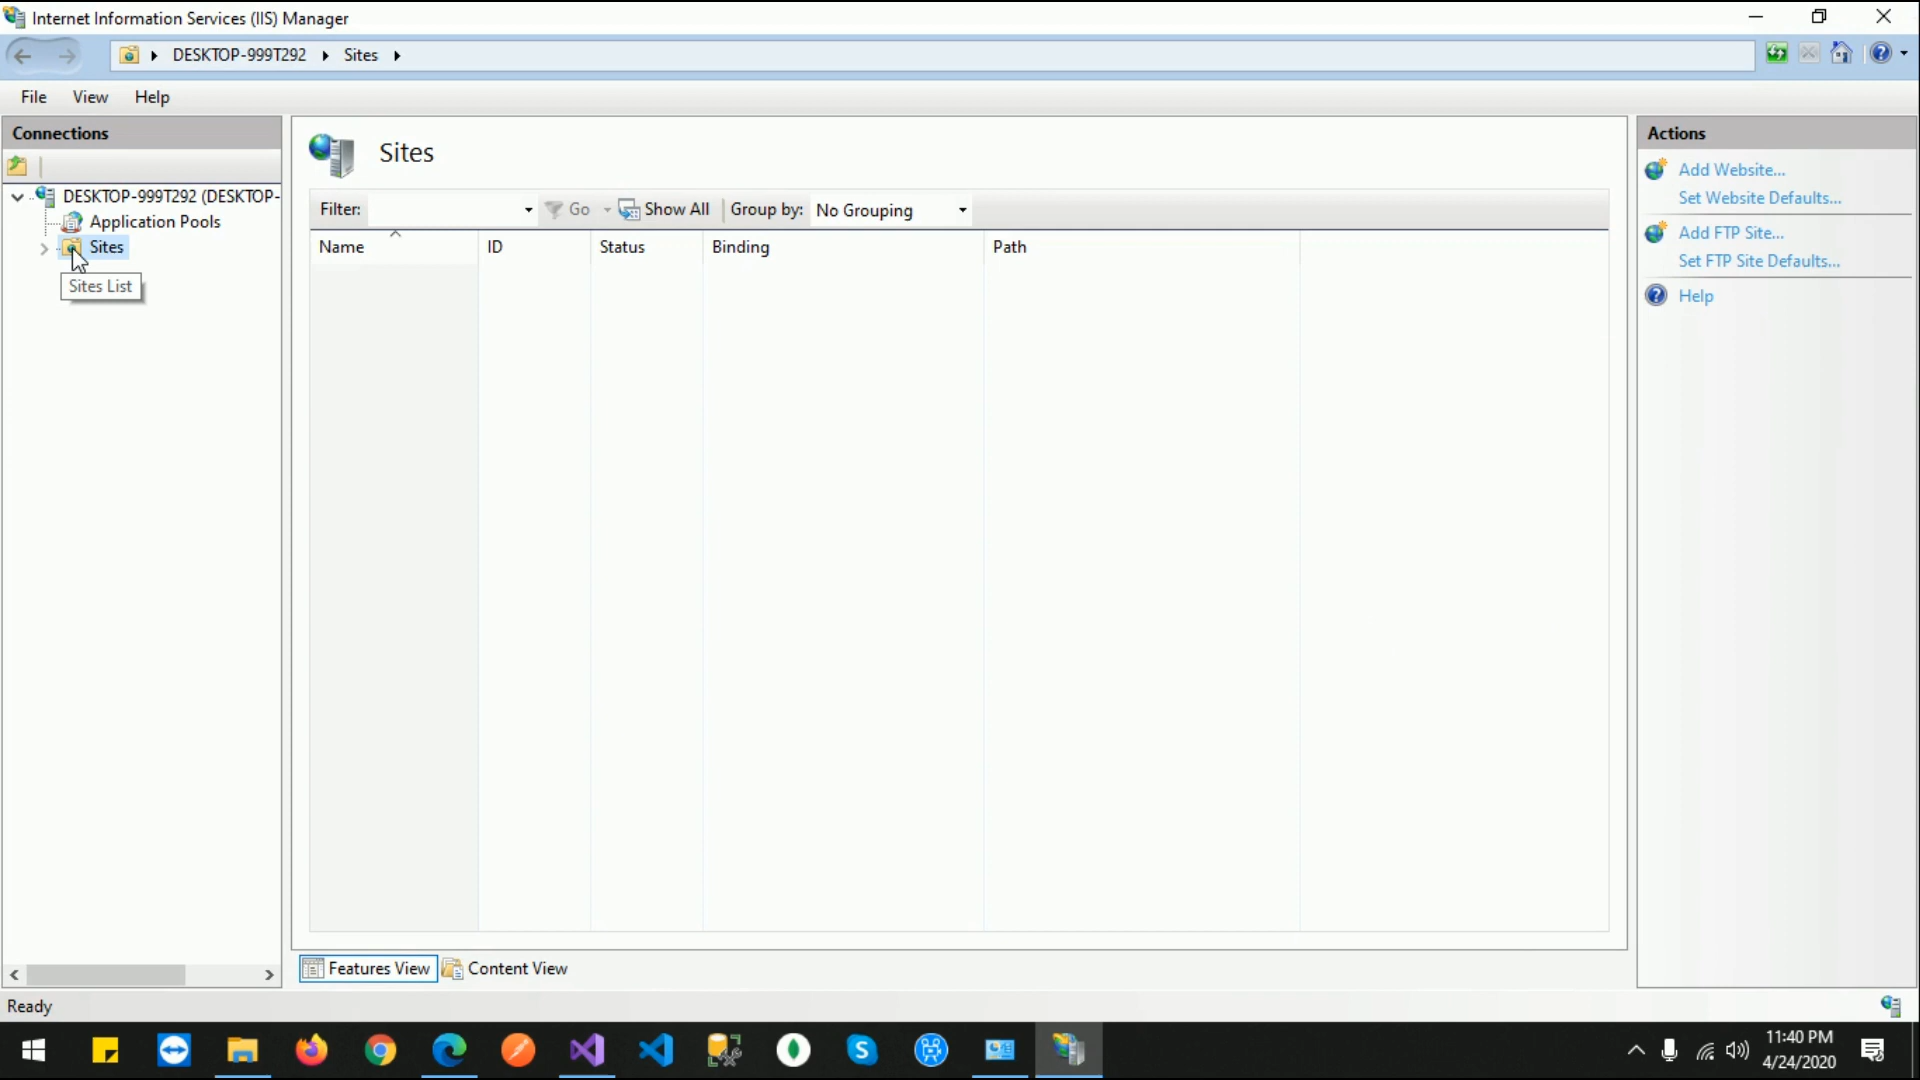 Internet Information Services (IIS) Manager
DESKTOP-999T292 Sites
File View Help
Connections
DESKTOP-999T292 (DESKTOP-
Application Pools
Sites
Sites List
Sites
Filter: Go Show All Group by: No Grouping
Name ID Status Binding Path
Features View Content View
Actions
Add Website...
Set Website Defaults...
Add FTP Site...
Set FTP Site Defaults...
Help
Ready
11:40 PM
4/24/2020